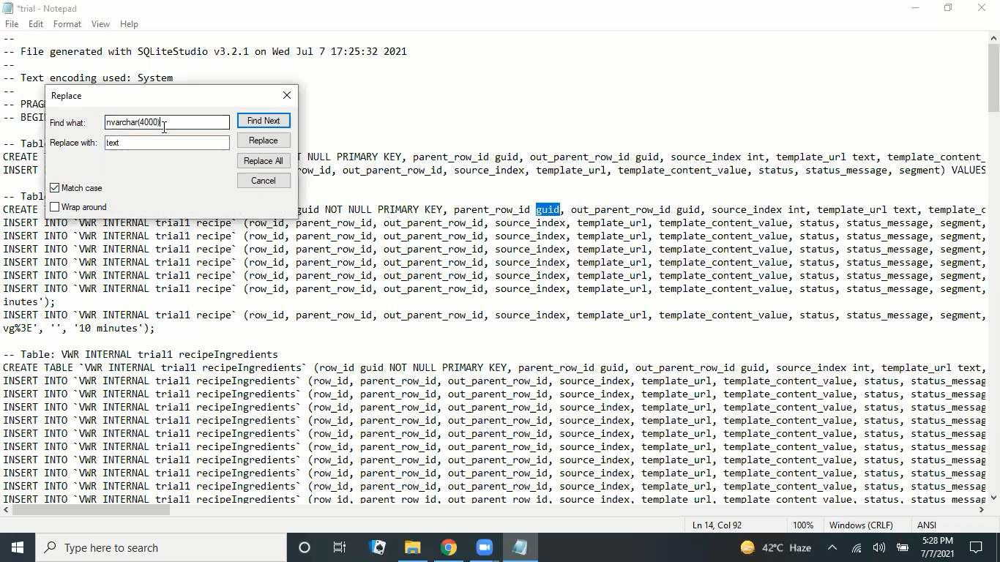 *trial - Notepad
File Edit Format View Help
--
-- File generated with SQLiteStudio v3.2.1 on Wed Jul 7 17:25:32 2021
--
-- Text encoding used: System
--
-- PRAG
-- BEGI
Replace
Find what: nvarchar(4000) Find Next
Replace with: text Replace
Replace All
Match case Cancel
Wrap around
-- Tabl
CREATE T NULL PRIMARY KEY, parent_row_id guid, out_parent_row_id guid, source_index int, template_url text, template_content_
INSERT ow_id, out_parent_row_id, source_index, template_url, template_content_value, status, status_message, segment) VALUES
-- Tabl
CREATE guid NOT NULL PRIMARY KEY, parent_row_id guid, out_parent_row_id guid, source_index int, template_url text, template_c
INSERT INTO `VWR INTERNAL trial1 recipe` (row_id, parent_row_id, out_parent_row_id, source_index, template_url, template_content_value, status, status_message, segment,
INSERT INTO `VWR INTERNAL trial1 recipe` (row_id, parent_row_id, out_parent_row_id, source_index, template_url, template_content_value, status, status_message, segment,
INSERT INTO `VWR INTERNAL trial1 recipe` (row_id, parent_row_id, out_parent_row_id, source_index, template_url, template_content_value, status, status_message, segment,
INSERT INTO `VWR INTERNAL trial1 recipe` (row_id, parent_row_id, out_parent_row_id, source_index, template_url, template_content_value, status, status_message, segment,
INSERT INTO `VWR INTERNAL trial1 recipe` (row_id, parent_row_id, out_parent_row_id, source_index, template_url, template_content_value, status, status_message, segment,
INSERT INTO `VWR INTERNAL trial1 recipe` (row_id, parent_row_id, out_parent_row_id, source_index, template_url, template_content_value, status, status_message, segment,
inutes');
INSERT INTO `VWR INTERNAL trial1 recipe` (row_id, parent_row_id, out_parent_row_id, source_index, template_url, template_content_value, status, status_message, segment,
vg%3E', '', '10 minutes');
-- Table: VWR INTERNAL trial1 recipeIngredients
CREATE TABLE `VWR INTERNAL trial1 recipeIngredients` (row_id guid NOT NULL PRIMARY KEY, parent_row_id guid, out_parent_row_id guid, source_index int, template_url text,
INSERT INTO `VWR INTERNAL trial1 recipeIngredients` (row_id, parent_row_id, out_parent_row_id, source_index, template_url, template_content_value, status, status_messag
INSERT INTO `VWR INTERNAL trial1 recipeIngredients` (row_id, parent_row_id, out_parent_row_id, source_index, template_url, template_content_value, status, status_messag
INSERT INTO `VWR INTERNAL trial1 recipeIngredients` (row_id, parent_row_id, out_parent_row_id, source_index, template_url, template_content_value, status, status_messag
INSERT INTO `VWR INTERNAL trial1 recipeIngredients` (row_id, parent_row_id, out_parent_row_id, source_index, template_url, template_content_value, status, status_messag
INSERT INTO `VWR INTERNAL trial1 recipeIngredients` (row_id, parent_row_id, out_parent_row_id, source_index, template_url, template_content_value, status, status_messag
INSERT INTO `VWR INTERNAL trial1 recipeIngredients` (row_id, parent_row_id, out_parent_row_id, source_index, template_url, template_content_value, status, status_messag
INSERT INTO `VWR INTERNAL trial1 recipeIngredients` (row_id, parent_row_id, out_parent_row_id, source_index, template_url, template_content_value, status, status_messag
INSERT INTO `VWR INTERNAL trial1 recipeIngredients` (row_id, parent_row_id, out_parent_row_id, source_index, template_url, template_content_value, status, status_messag
INSERT INTO `VWR INTERNAL trial1 recipeIngredients` (row_id, parent_row_id, out_parent_row_id, source_index, template_url, template_content_value, status, status_messag
INSERT INTO `VWR INTERNAL trial1 recipeIngredients` (row_id, parent_row_id, out_parent_row_id, source_index, template_url, template_content_value, status, status_messag
Ln 14, Col 92 100% Windows (CRLF) ANSI
Type here to search 42°C Haze 5:28 PM
7/7/2021